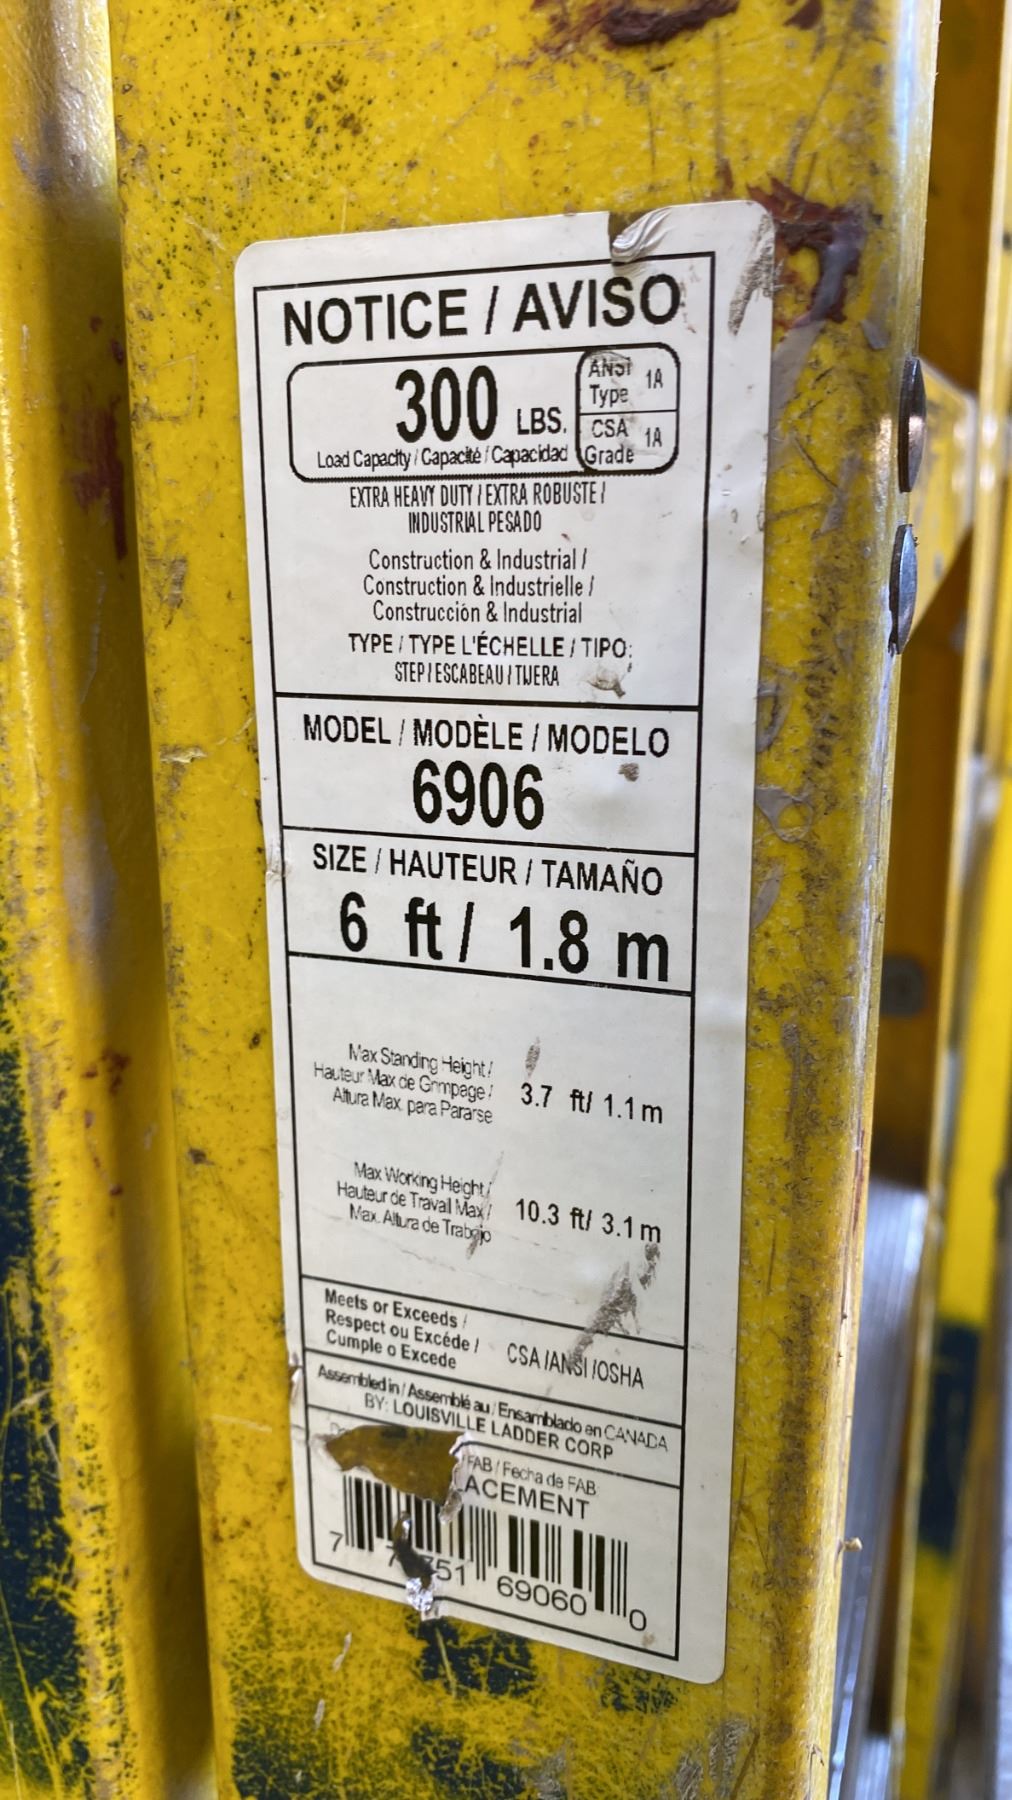 NOTICE / AVISO
300 LBS.
Load Capacity / Capacité / Capacidad
ANSI Type 1A
CSA Grade 1A
EXTRA HEAVY DUTY / EXTRA ROBUSTE /
INDUSTRIAL PESADO
Construction & Industrial /
Construction & Industrielle /
Construcción & Industrial
TYPE / TYPE L'ÉCHELLE / TIPO:
STEP / ESCABEAU / TIJERA
MODEL / MODÈLE / MODELO
6906
SIZE / HAUTEUR / TAMAÑO
6 ft / 1.8 m
Max Standing Height /
Hauteur Max de Grimpage /
Altura Max. para Pararse
3.7 ft/ 1.1 m
Max Working Height /
Hauteur de Travail Max /
Max. Altura de Trabajo
10.3 ft/ 3.1 m
Meets or Exceeds /
Respect ou Excéde /
Cumple o Excede
CSA /ANSI /OSHA
Assembled in / Assemblé au / Ensamblado en CANADA
BY: LOUISVILLE LADDER CORP
/ FAB / Fecha de FAB
LACEMENT
7 51 69060 0